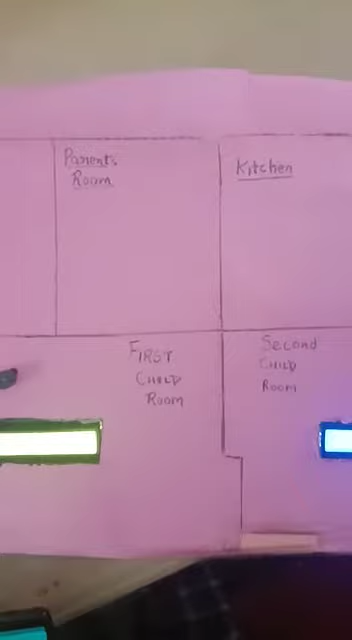 Parents
Room
Kitchen
FIRST
CHILD
Room
Second
CHILD
Room